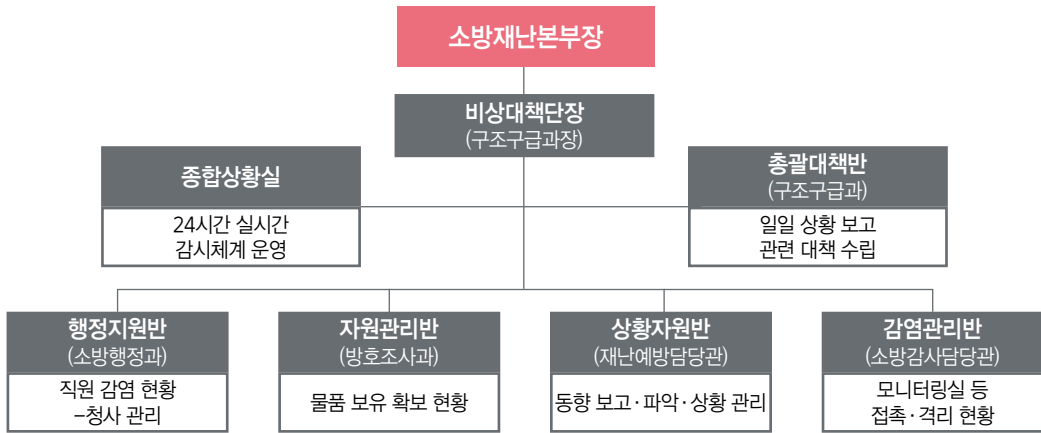 소방재난본부장
비상대책단장
(구조구급과장)
종합상황실
24시간 실시간
감시체계 운영
총괄대책반
(구조구급과)
일일 상황 보고
관련 대책 수립
행정지원반
(소방행정과)
직원 감염 현황
–청사 관리
자원관리반
(방호조사과)
물품 보유 확보 현황
상황자원반
(재난예방담당관)
동향 보고·파악·상황 관리
감염관리반
(소방감사담당관)
모니터링실 등
접촉·격리 현황